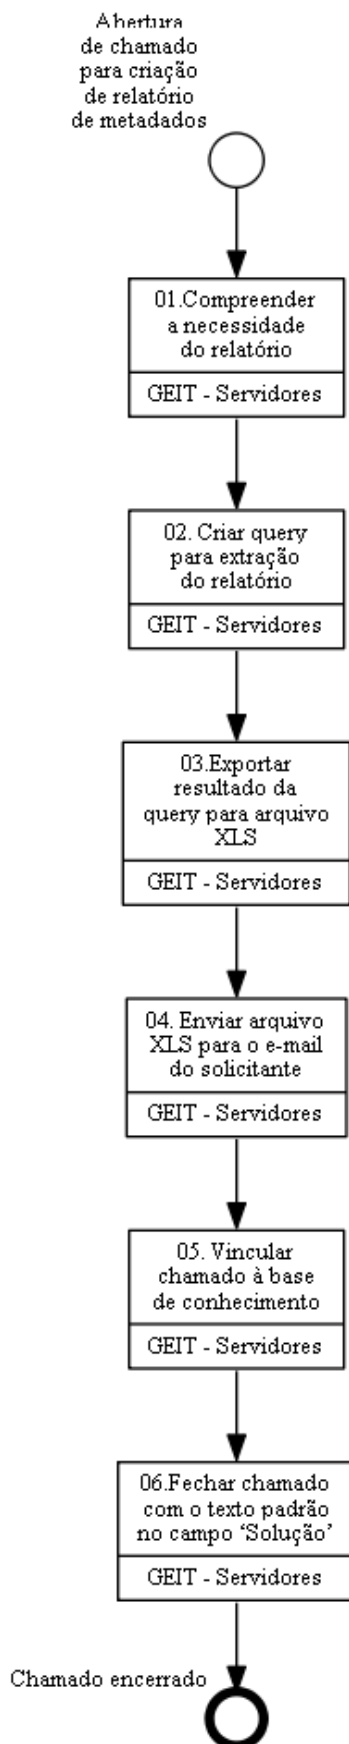 Abertura
de chamado
para criação
de relatório
de metadados
01.Compreender
a necessidade
do relatório
GEIT - Servidores
02. Criar query
para extração
do relatório
GEIT - Servidores
03.Exportar
resultado da
query para arquivo
XLS
GEIT - Servidores
04. Enviar arquivo
XLS para o e-mail
do solicitante
GEIT - Servidores
05. Vincular
chamado à base
de conhecimento
GEIT - Servidores
06.Fechar chamado
com o texto padrão
no campo ‘Solução’
GEIT - Servidores
Chamado encerrado